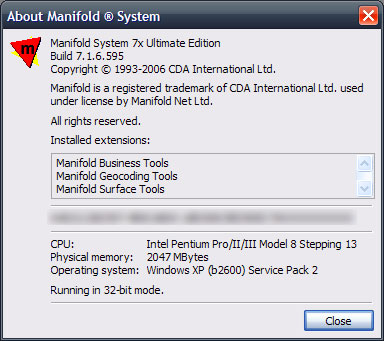 About Manifold ® System
m
Manifold System 7x Ultimate Edition
Build 7.1.6.595
Copyright © 1993-2006 CDA International Ltd.
Manifold is a registered trademark of CDA International Ltd. used
under license by Manifold Net Ltd.
All rights reserved.
Installed extensions:
Manifold Business Tools
Manifold Geocoding Tools
Manifold Surface Tools
CPU: Intel Pentium Pro/II/III Model 8 Stepping 13
Physical memory: 2047 MBytes
Operating system: Windows XP (b2600) Service Pack 2
Running in 32-bit mode.
Close